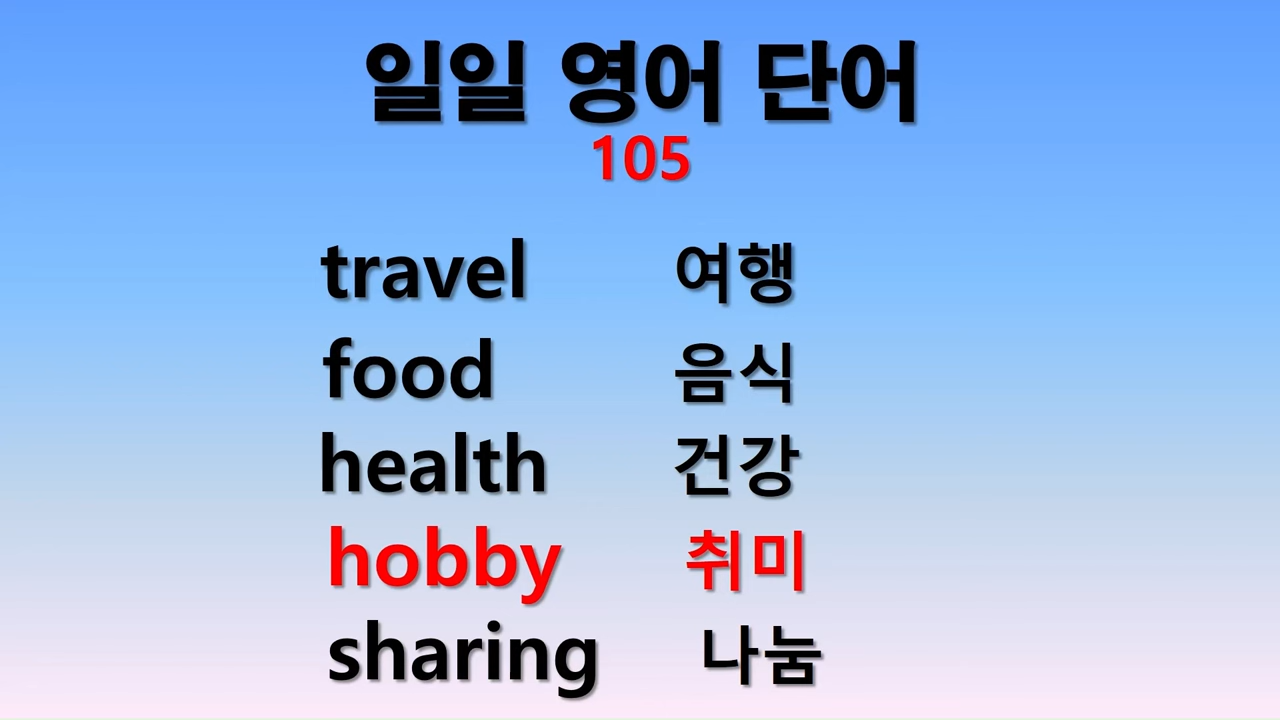 일일 영어 단어
105
travel 여행
food 음식
health 건강
hobby 취미
sharing 나눔